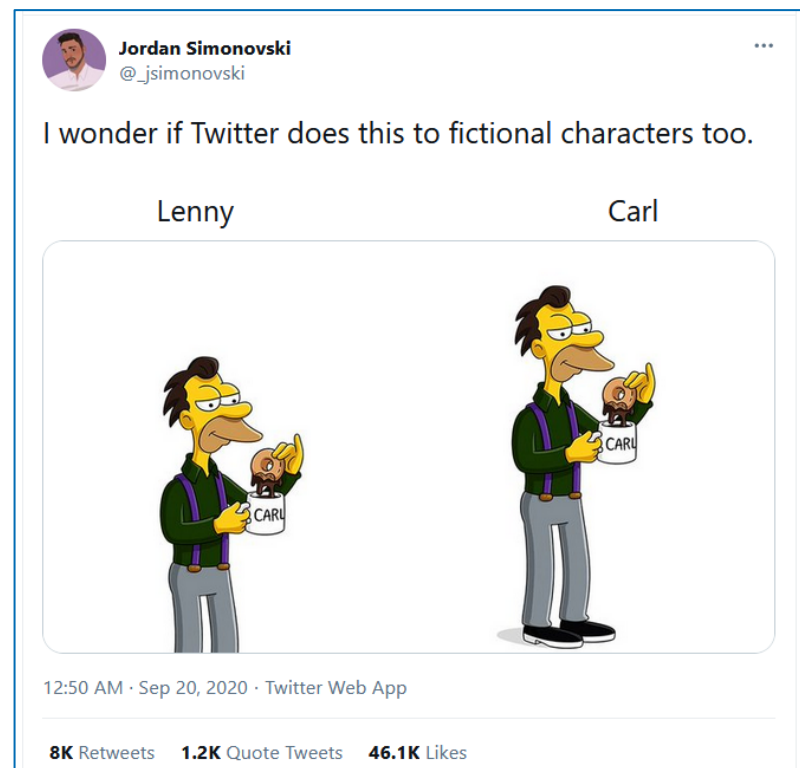 Jordan Simonovski
@_jsimonovski
I wonder if Twitter does this to fictional characters too.
Lenny Carl
CARL
CARL
12:50 AM · Sep 20, 2020 · Twitter Web App
8K Retweets 1.2K Quote Tweets 46.1K Likes